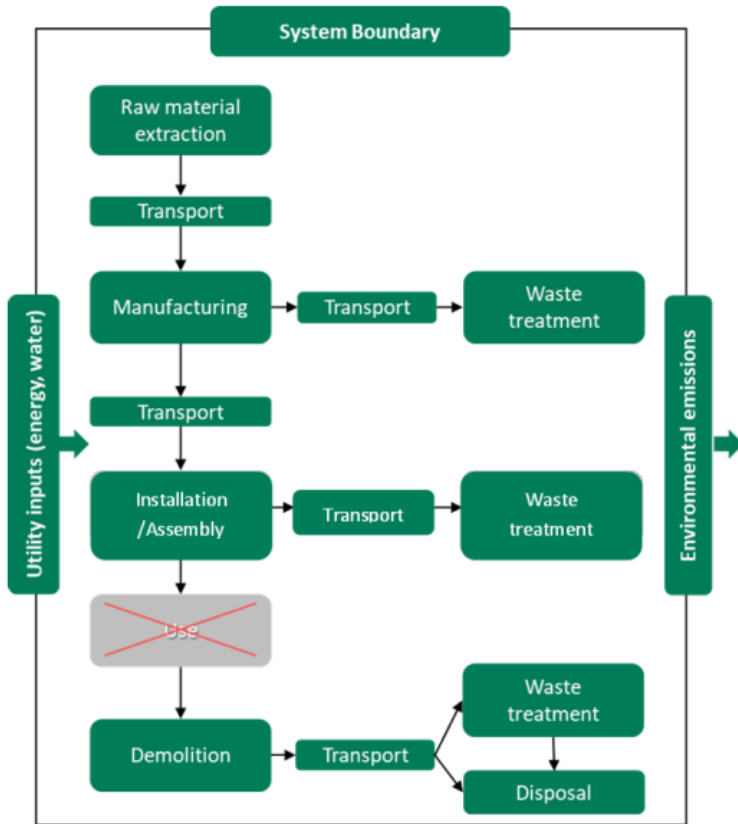 System Boundary
Raw material
extraction
Transport
Manufacturing
Transport
Waste
treatment
Transport
Installation
/Assembly
Transport
Waste
treatment
Use
Demolition
Transport
Waste
treatment
Disposal
Utility inputs (energy, water)
Environmental emissions